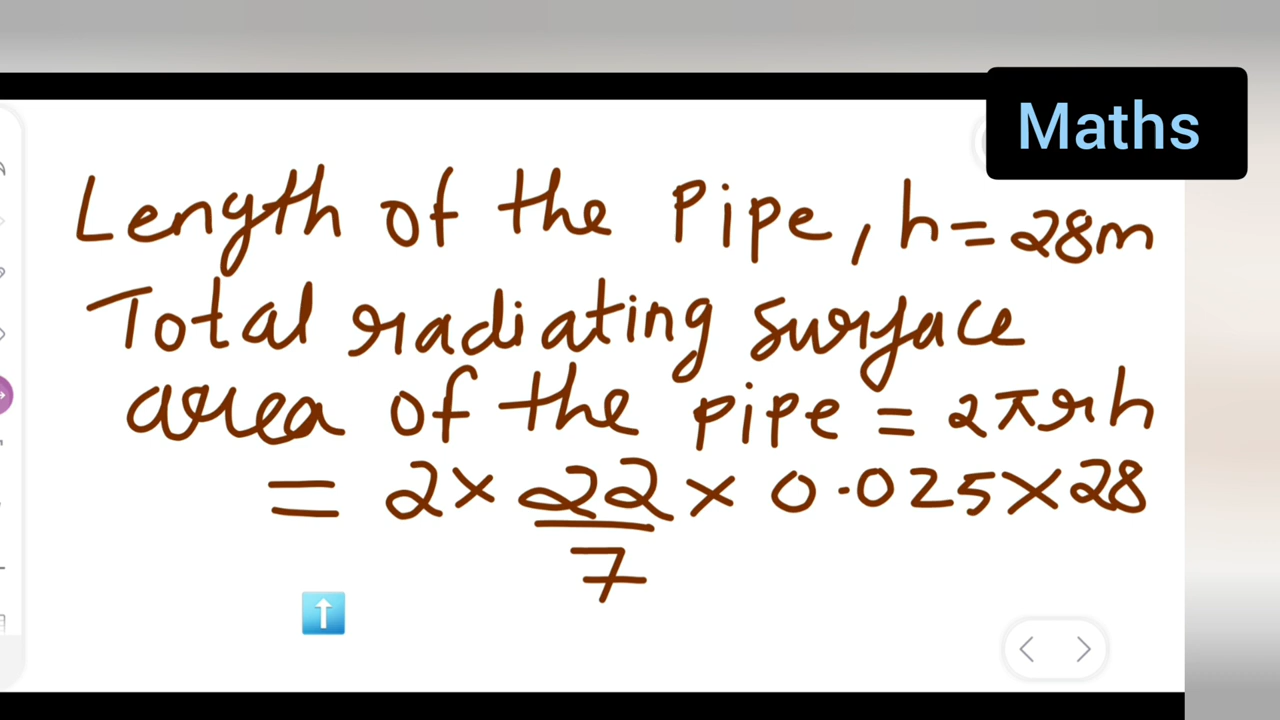 Maths
Length of the Pipe, h = 28m
Total radiating surface
area of the pipe = 2πrh
= 2 × 22/7 × 0.025 × 28